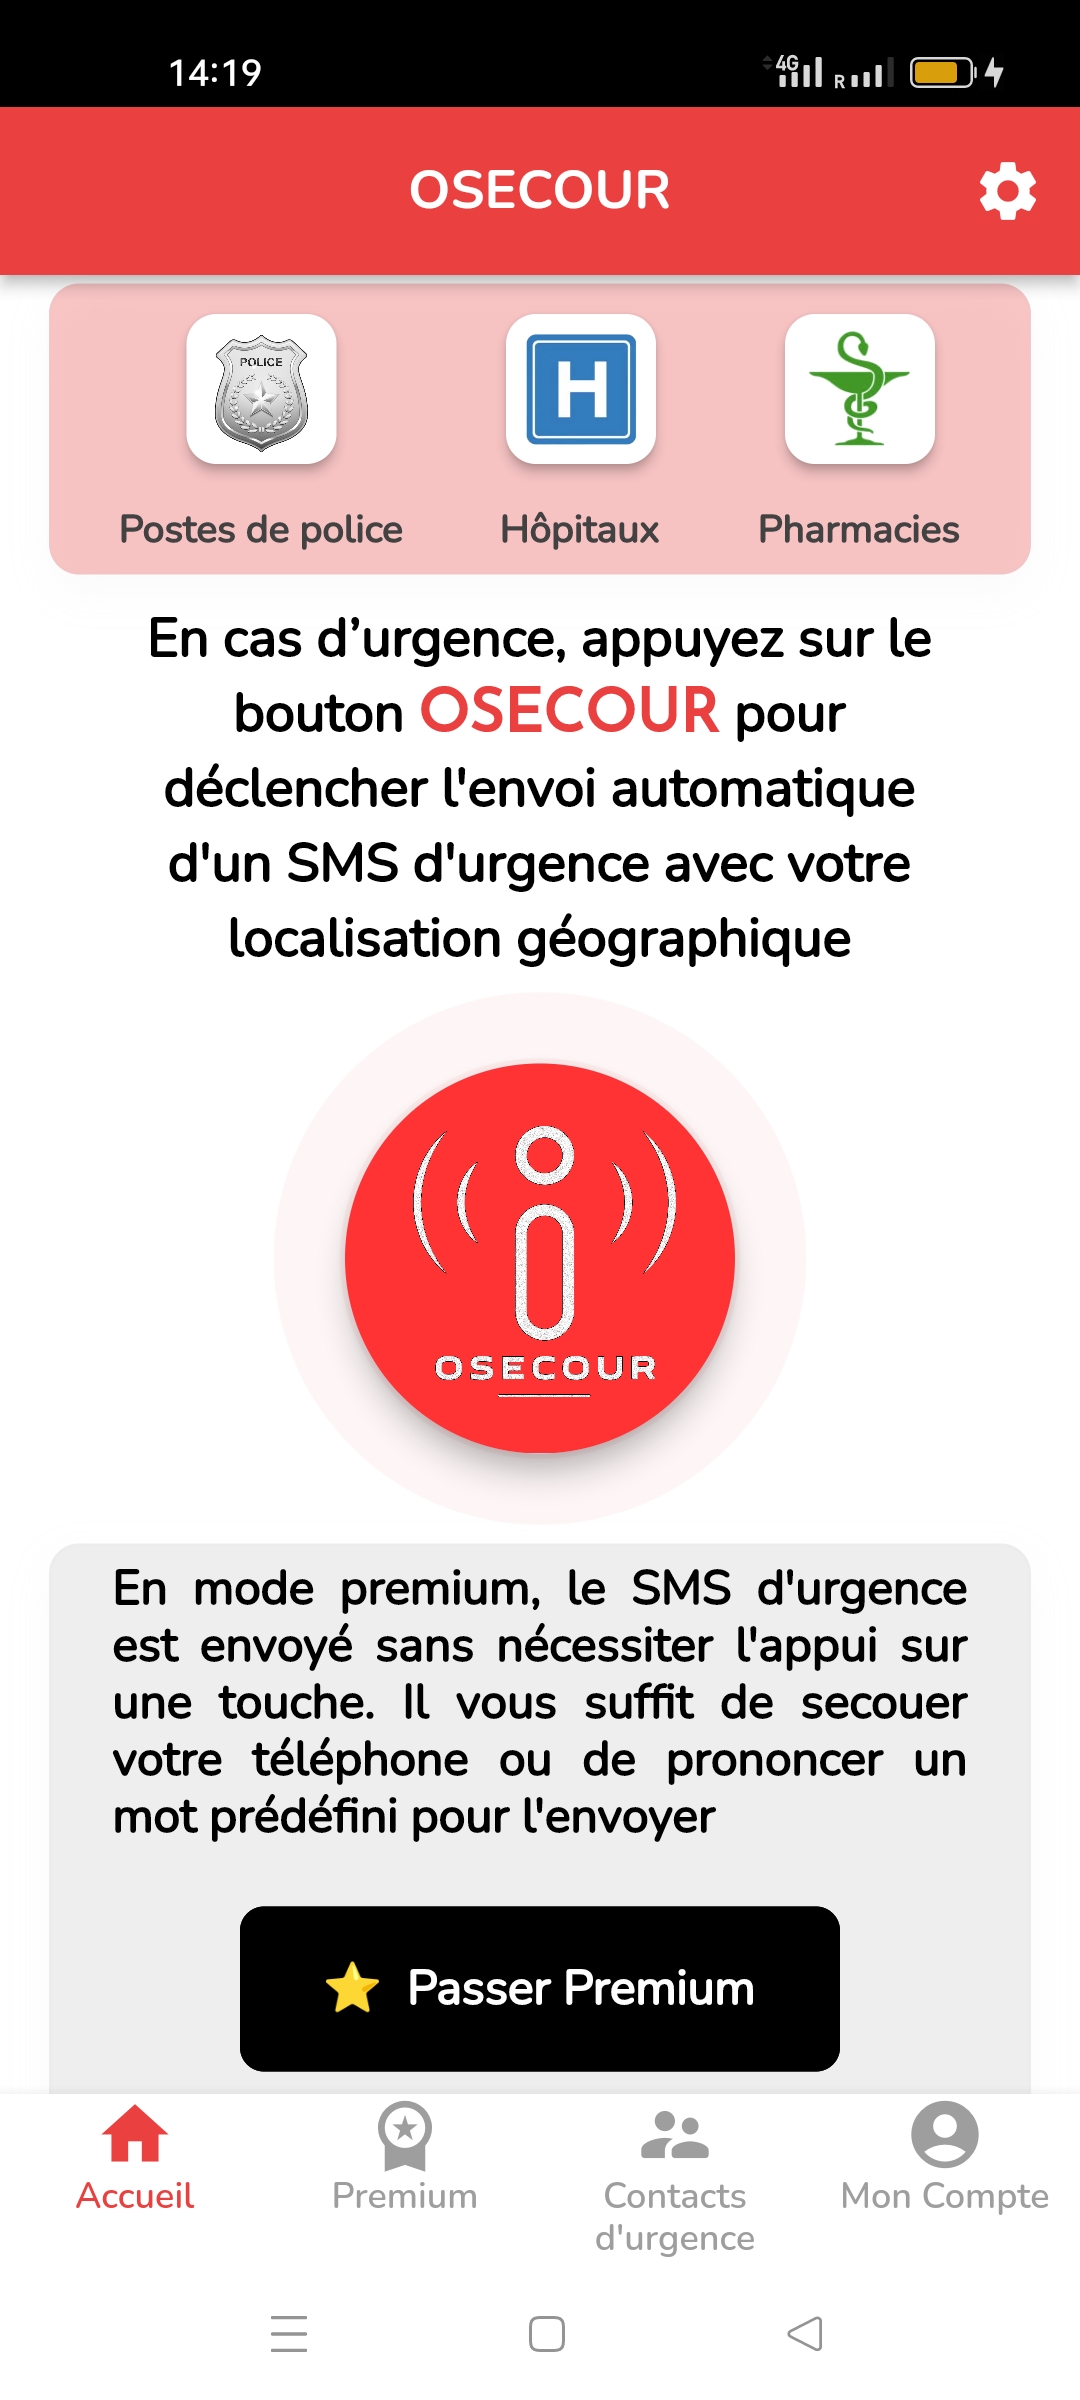 14:19
4G
R
OSECOUR
POLICE
H
Postes de police
Hôpitaux
Pharmacies
En cas d’urgence, appuyez sur le
bouton OSECOUR pour
déclencher l'envoi automatique
d'un SMS d'urgence avec votre
localisation géographique
OSECOUR
En mode premium, le SMS d'urgence
est envoyé sans nécessiter l'appui sur
une touche. Il vous suffit de secouer
votre téléphone ou de prononcer un
mot prédéfini pour l'envoyer
Passer Premium
Accueil
Premium
Contacts
d'urgence
Mon Compte